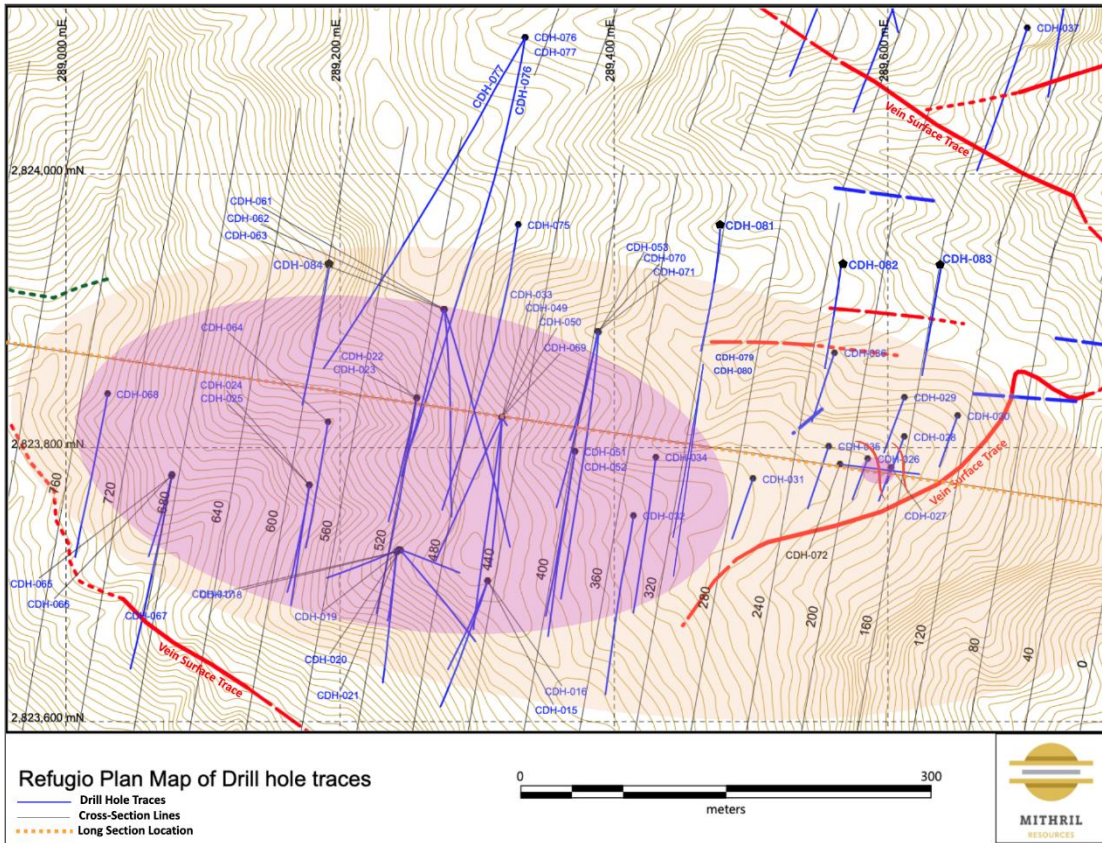 289,000 mE
289,200 mE
289,400 mE
289,600 mE
CDH-076
CDH-077
CDH-037
CDH-077
CDH-076
Vein Surface Trace
2,824,000 mN
CDH-061
CDH-062
CDH-063
CDH-075
CDH-081
CDH-053
CDH-070
CDH-071
CDH-084
CDH-082
CDH-083
CDH-033
CDH-049
CDH-050
CDH-064
CDH-069
CDH-022
CDH-023
CDH-079
CDH-080
CDH-024
CDH-025
CDH-068
CDH-029
CDH-028
2,823,800 mN
CDH-035
CDH-051
CDH-052
CDH-034
CDH-026
CDH-031
Vein Surface Trace
CDH-027
CDH-032
760
720
680
640
600
560
520
480
440
400
360
320
280
240
200
160
120
80
40
0
CDH-072
CDH-065
CDH-066
CDH-067
CDH-019
CDH-020
CDH-021
CDH-016
CDH-015
Vein Surface Trace
2,823,600 mN
Refugio Plan Map of Drill hole traces
Drill Hole Traces
Cross-Section Lines
Long Section Location
0
300
meters
MITHRIL
RESOURCES